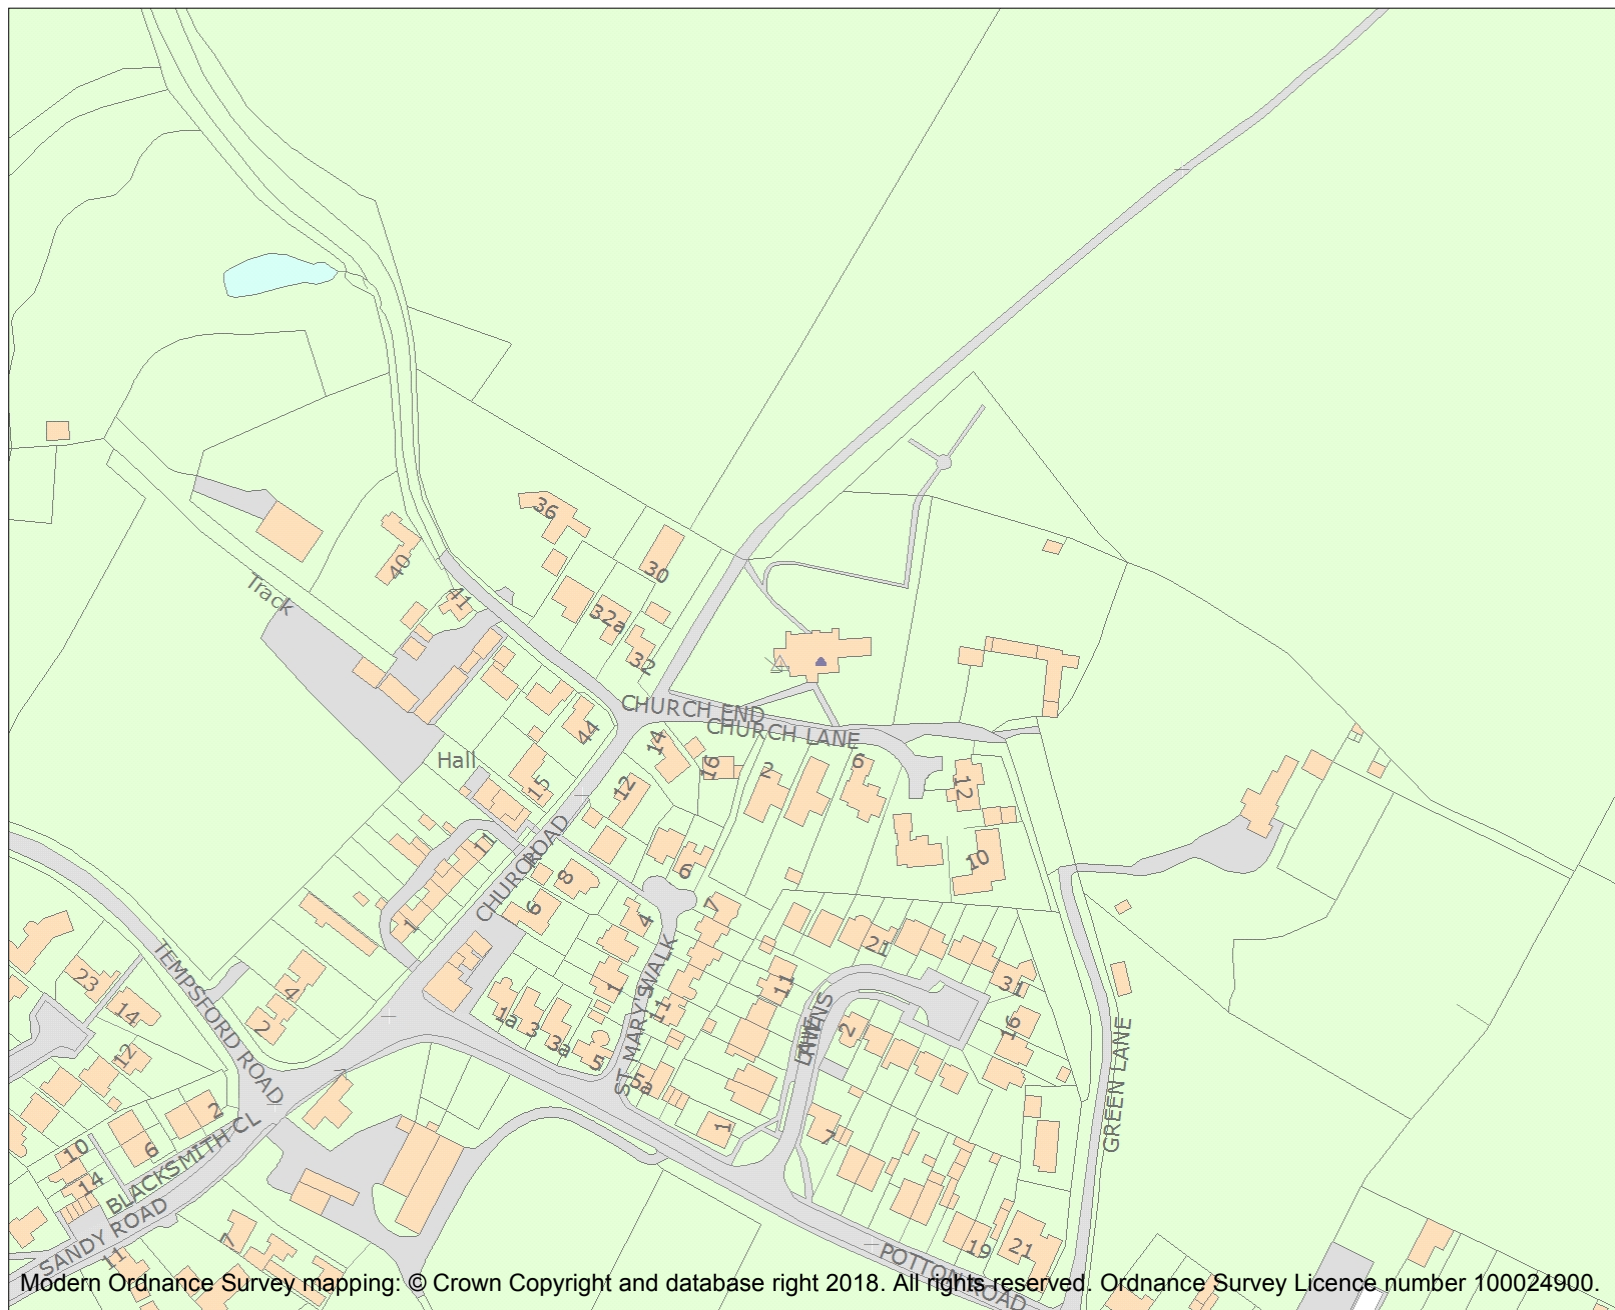 36
30
40
41
32a
32
Track
CHURCH END
CHURCH LANE
44
14
16
2
6
12
Hall
15
12
10
11
CHURCH
ROAD
8
6
6
4
7
1
21
31
TEMPSFORD ROAD
23
14
4
2
12
1
11
11
ST MARY'S WALK
1a
3
3a
5
5a
1
2
16
GREEN LANE
7
2
6
10
14
BLACKSMITH CL
SANDY ROAD
11
7
19
21
POTTON ROAD
Modern Ordnance Survey mapping: © Crown Copyright and database right 2018. All rights reserved. Ordnance Survey Licence number 100024900.